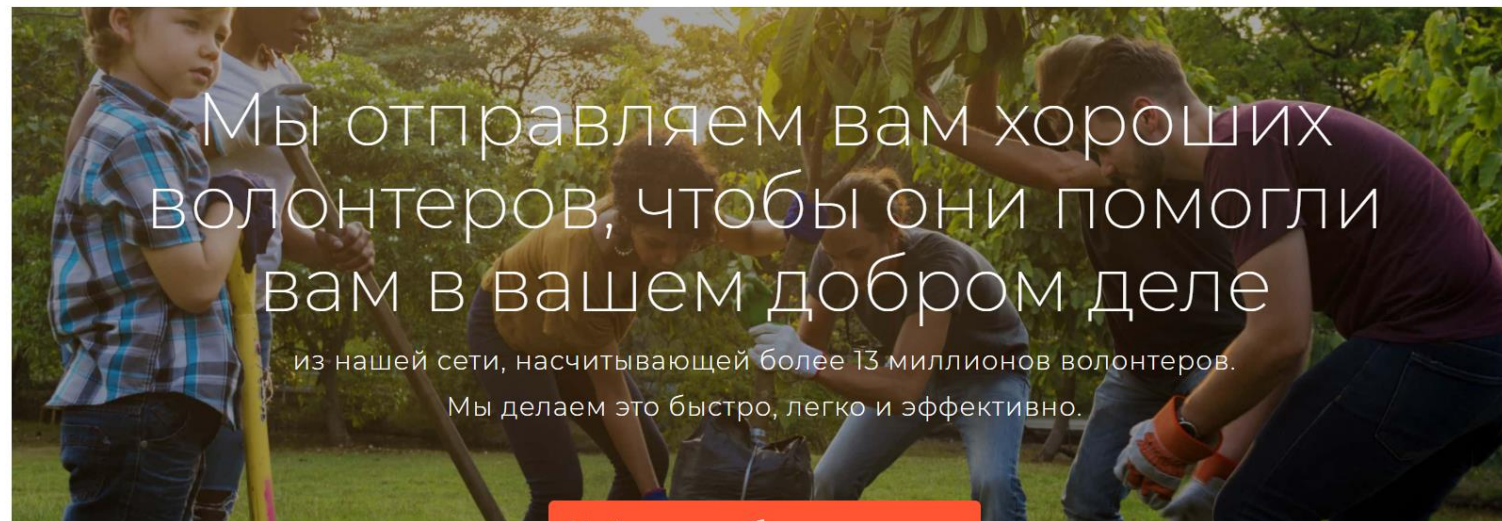 Мы отправляем вам хороших
волонтеров, чтобы они помогли
вам в вашем добром деле
из нашей сети, насчитывающей более 13 миллионов волонтеров.
Мы делаем это быстро, легко и эффективно.